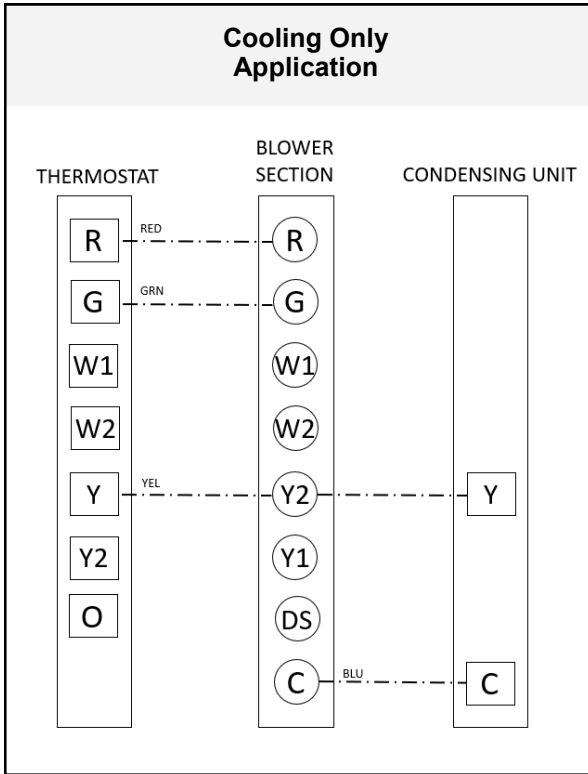 Cooling Only
Application
THERMOSTAT
BLOWER
SECTION
CONDENSING UNIT
R RED R
G GRN G
W1 W1
W2 W2
Y YEL Y2 Y
Y2 Y1
O DS
C BLU C